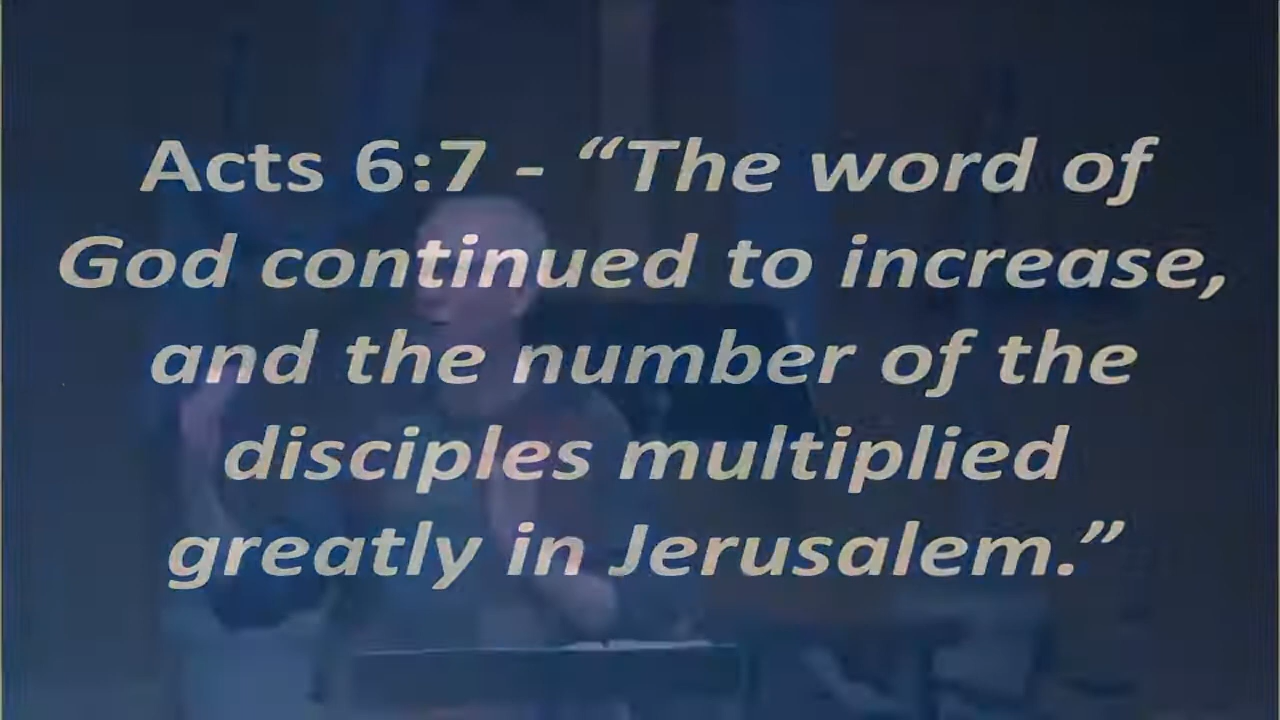 Acts 6:7 - “The word of
God continued to increase,
and the number of the
disciples multiplied
greatly in Jerusalem.”